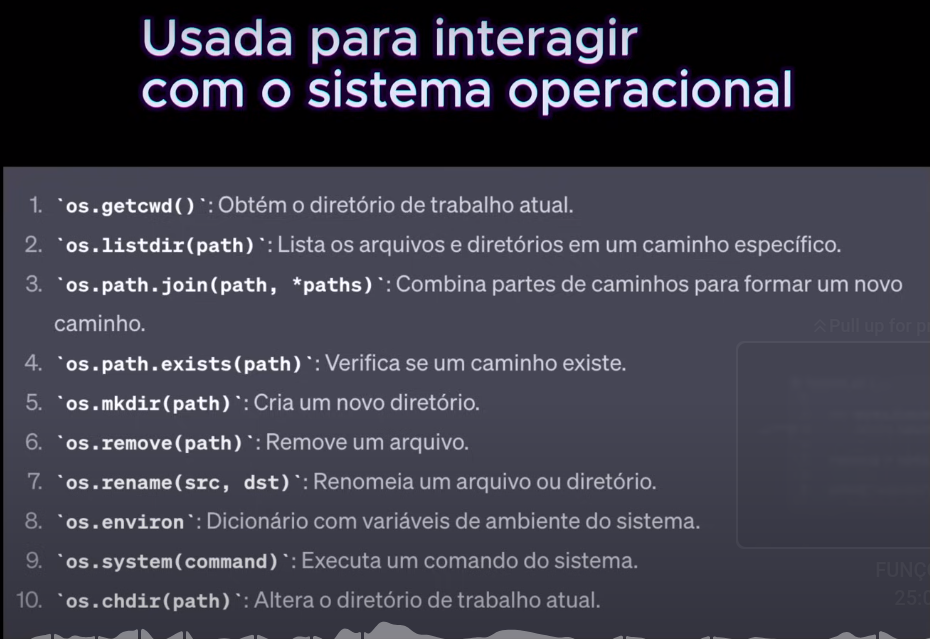 Usada para interagir
com o sistema operacional
1. `os.getcwd()`: Obtém o diretório de trabalho atual.
2. `os.listdir(path)`: Lista os arquivos e diretórios em um caminho específico.
3. `os.path.join(path, *paths)`: Combina partes de caminhos para formar um novo
caminho.
Pull up for
4. `os.path.exists(path)`: Verifica se um caminho existe.
5. `os.mkdir(path)`: Cria um novo diretório.
6. `os.remove(path)`: Remove um arquivo.
7. `os.rename(src, dst)`: Renomeia um arquivo ou diretório.
8. `os.environ`: Dicionário com variáveis de ambiente do sistema.
9. `os.system(command)`: Executa um comando do sistema.
10. `os.chdir(path)`: Altera o diretório de trabalho atual.